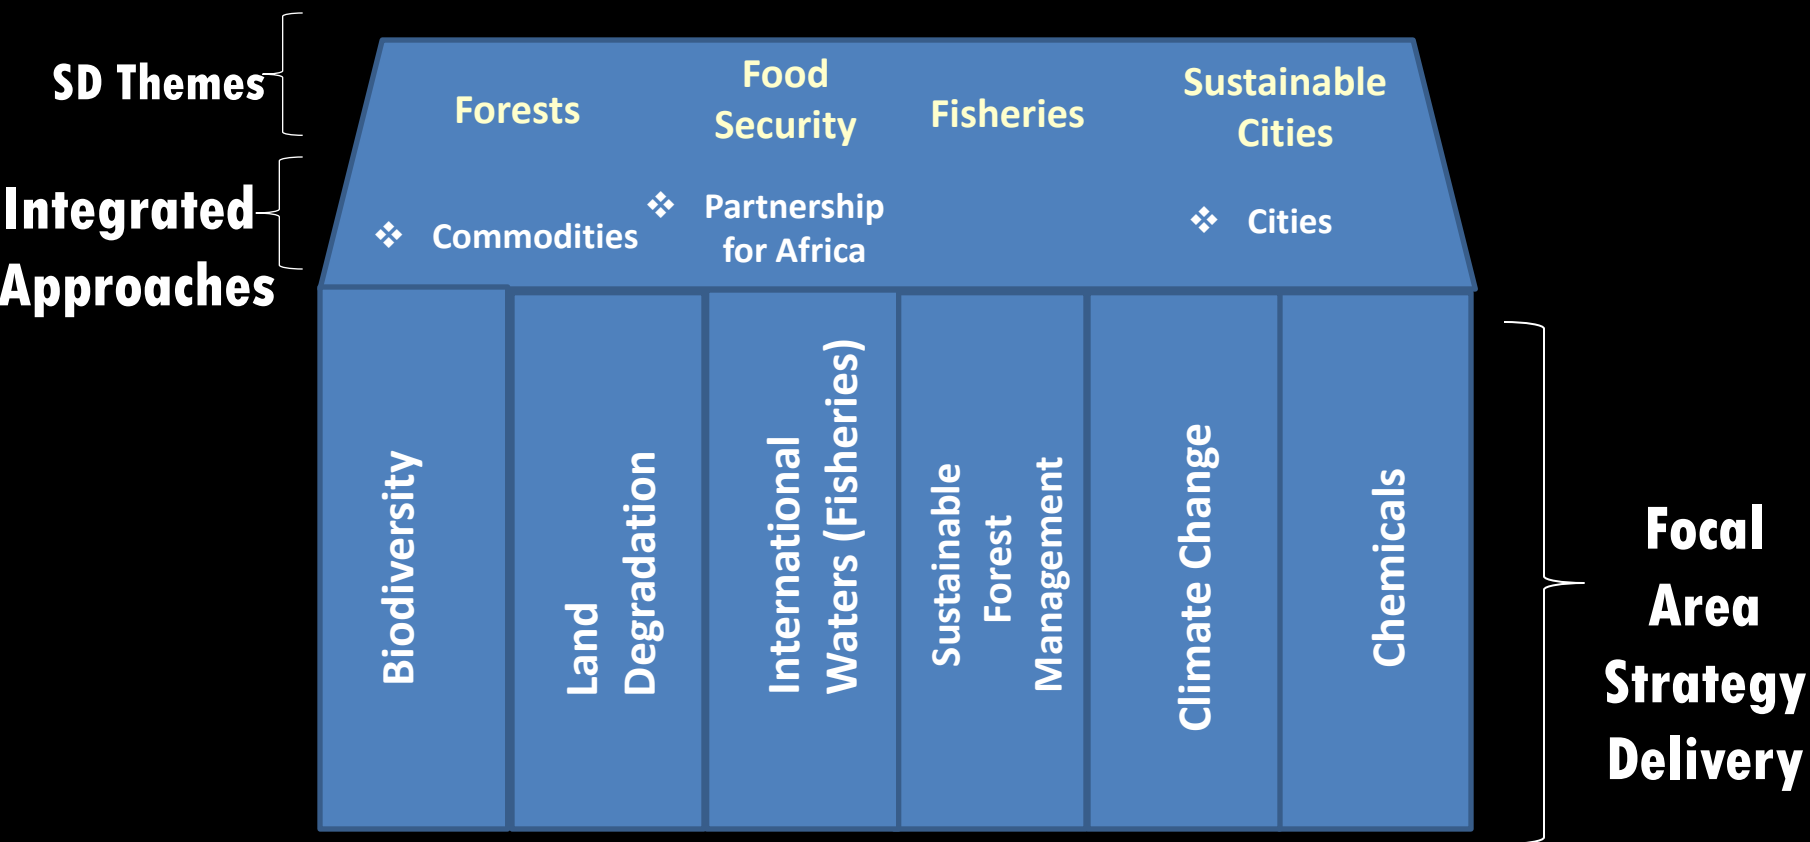 SD Themes
Forests
Food
Security
Fisheries
Sustainable
Cities
Integrated
Approaches
❖ Commodities
❖ Partnership
for Africa
❖ Cities
Biodiversity
Land
Degradation
International
Waters (Fisheries)
Sustainable
Forest
Management
Climate Change
Chemicals
Focal
Area
Strategy
Delivery